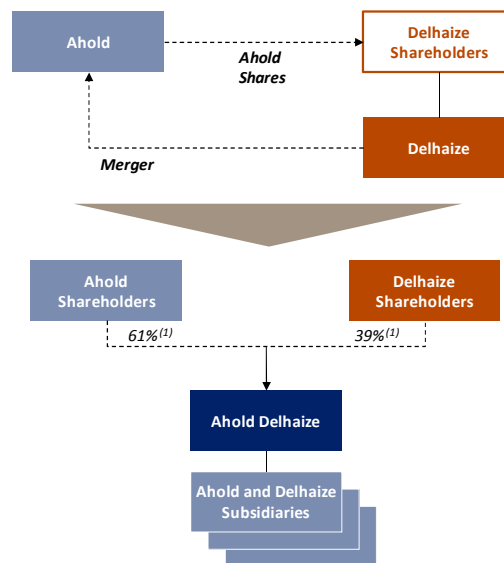 Ahold
Delhaize
Shareholders
Ahold
Shares
Delhaize
Merger
Ahold
Shareholders
Delhaize
Shareholders
61%(1)
39%(1)
Ahold Delhaize
Ahold and Delhaize
Subsidiaries